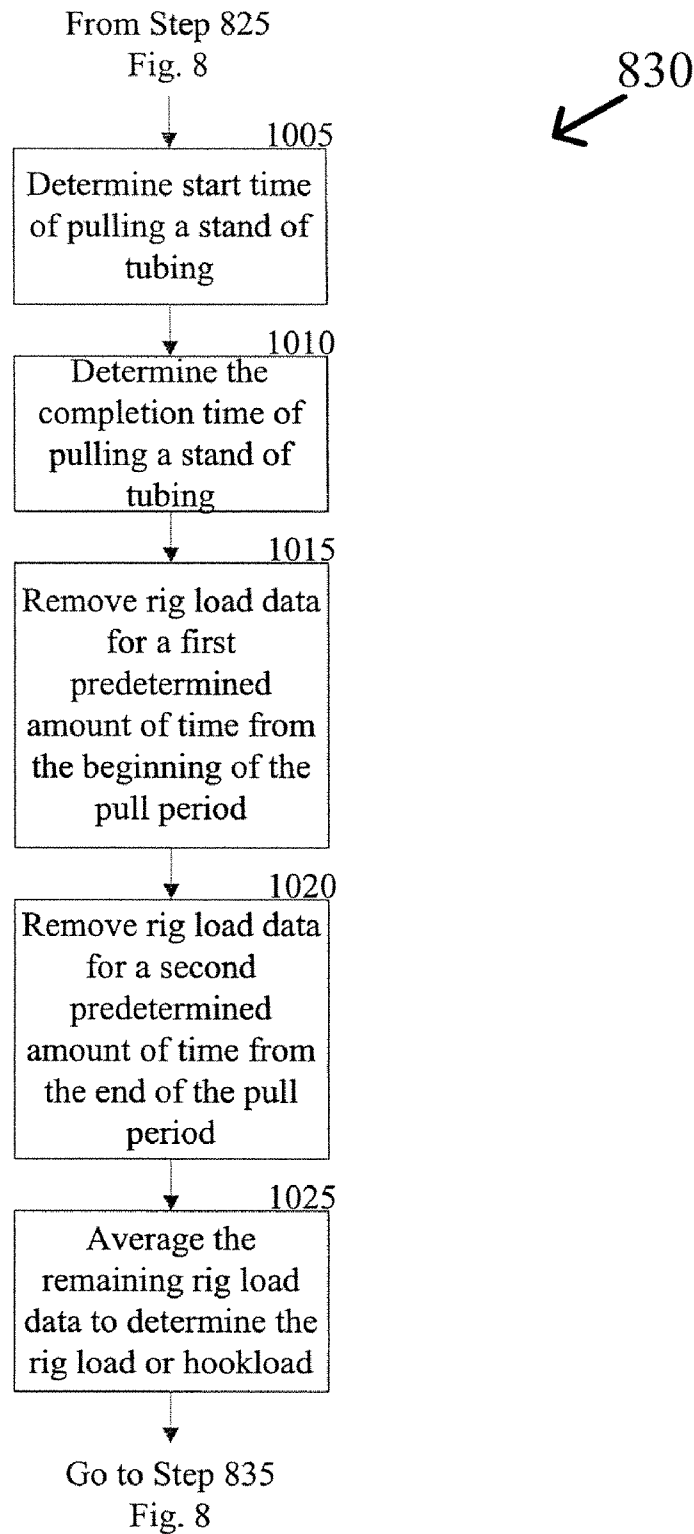 From Step 825
Fig. 8
830
1005
Determine start time
of pulling a stand of
tubing
1010
Determine the
completion time of
pulling a stand of
tubing
1015
Remove rig load data
for a first
predetermined
amount of time from
the beginning of the
pull period
1020
Remove rig load data
for a second
predetermined
amount of time from
the end of the pull
period
1025
Average the
remaining rig load
data to determine the
rig load or hookload
Go to Step 835
Fig. 8